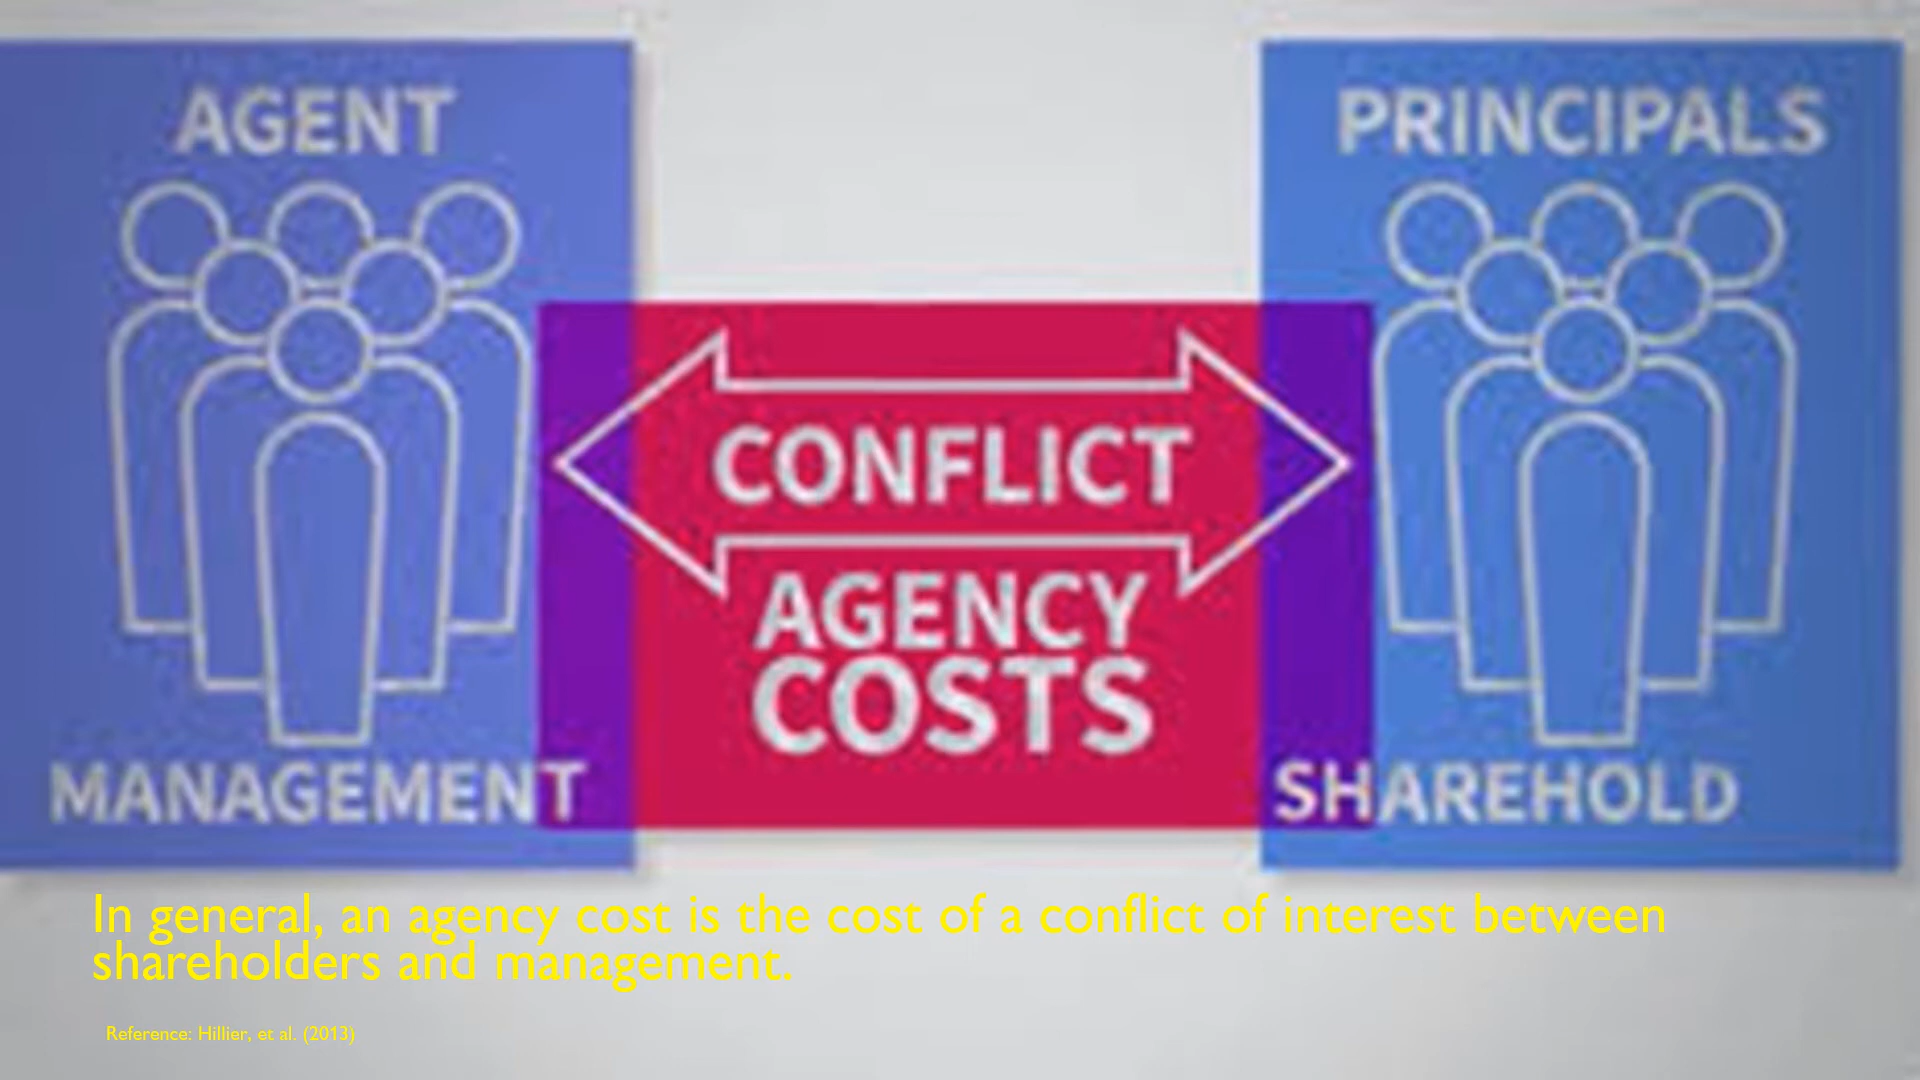 AGENT
PRINCIPALS
CONFLICT
AGENCY
COSTS
MANAGEMENT
SHAREHOLD
In general, an agency cost is the cost of a conflict of interest between
shareholders and management.
Reference: Hillier, et al. (2013)